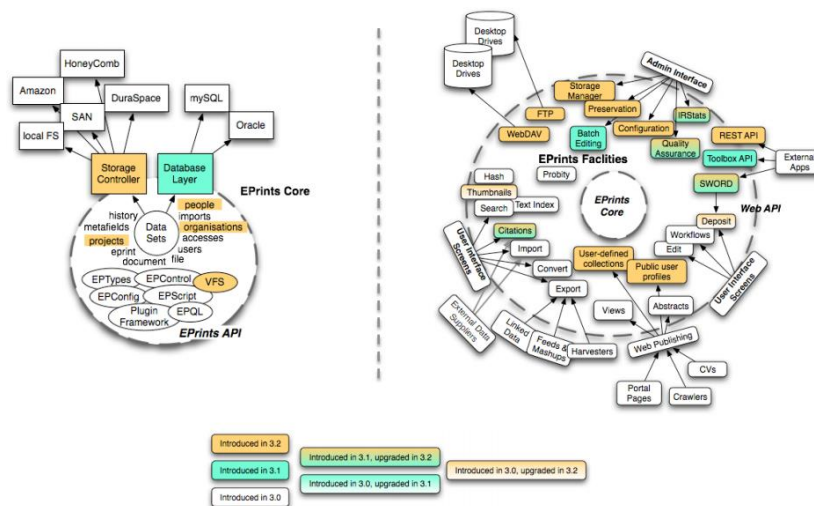 HoneyComb
Amazon
SAN
DuraSpace
local FS
mySQL
Oracle
Storage
Controller
Database
Layer
EPrints Core
people
history
imports
metafields
Data
Sets
organisations
projects
accesses
users
eprint
file
document
EPTypes
EPControl
VFS
EPConfig
EPScript
Plugin
Framework
EPQL
EPrints API
Desktop
Drives
Desktop
Drives
Admin Interface
Storage
Manager
FTP
Preservation
IRStats
WebDAV
Batch
Editing
Configuration
REST API
Quality
Assurance
Toolbox API
External
Apps
EPrints Faclities
Hash
Probity
SWORD
Thumbnails
Search
Text Index
EPrints
Core
Web API
Deposit
Citations
Workflows
Import
Edit
User Interface
Screens
User-defined
collections
Public user
profiles
User Interface
Screens
Convert
Export
Views
Abstracts
External Data
Suppliers
Linked
Data
Feeds &
Mashups
Harvesters
Web Publishing
CVs
Portal
Pages
Crawlers
Introduced in 3.2
Introduced in 3.1, upgraded in 3.2
Introduced in 3.0, upgraded in 3.2
Introduced in 3.1
Introduced in 3.0, upgraded in 3.1
Introduced in 3.0